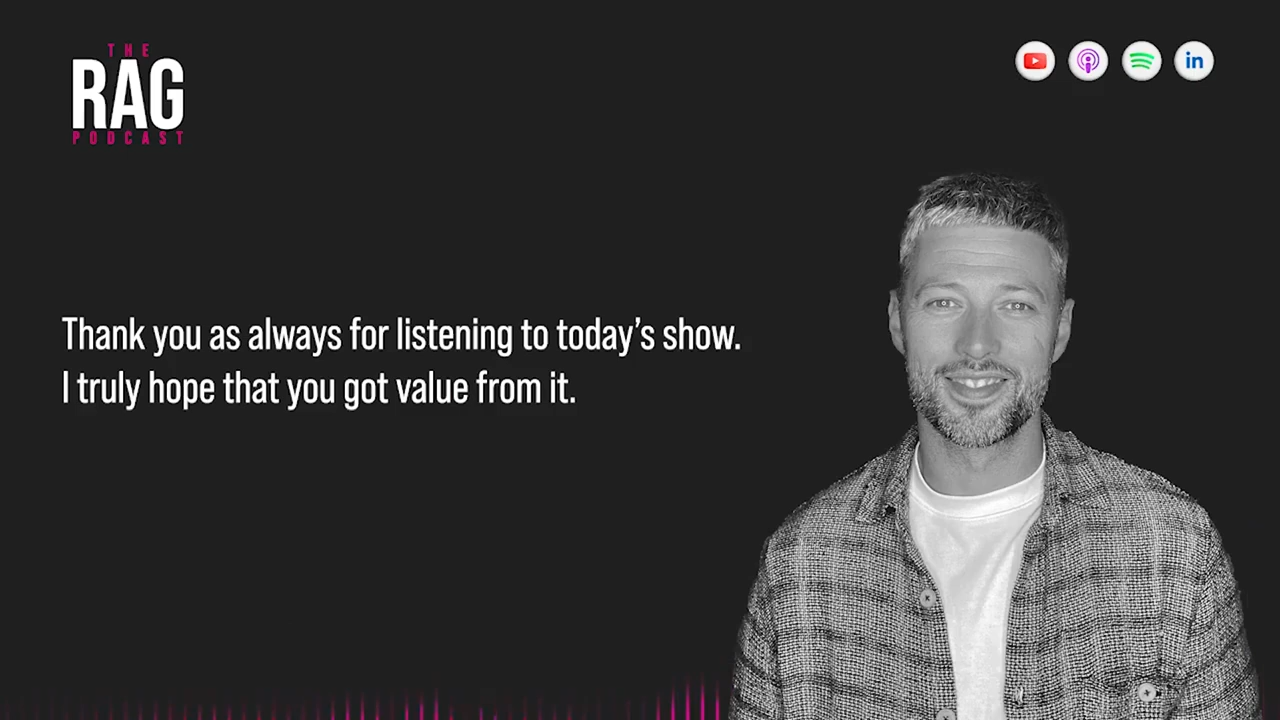 THE
RAG
PODCAST
in
Thank you as always for listening to today’s show.
I truly hope that you got value from it.